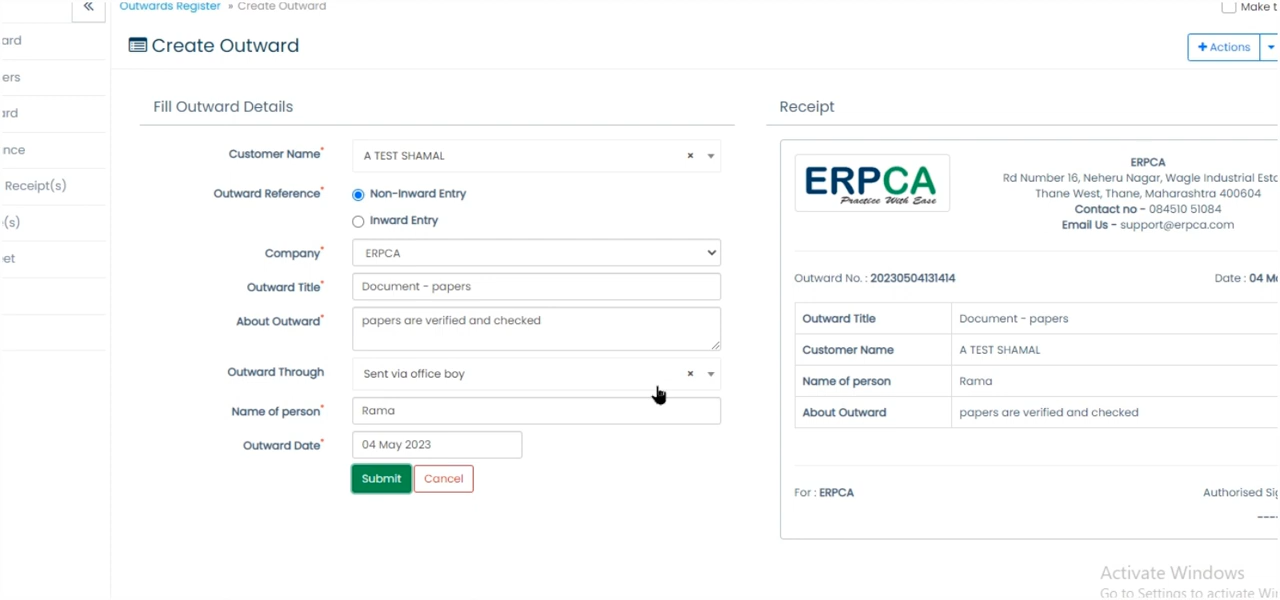 Outwards Register » Create Outward
Make t
ard
ers
ard
nce
Receipt(s)
(s)
et
Create Outward
+ Actions
Fill Outward Details
Customer Name* A TEST SHAMAL × 
Outward Reference* Non-Inward Entry
Inward Entry
Company* ERPCA
Outward Title* Document - papers
About Outward* papers are verified and checked
Outward Through Sent via office boy ×
Name of person* Rama
Outward Date* 04 May 2023
Submit Cancel
Receipt
ERPCA
Practice With Ease
ERPCA
Rd Number 16, Neheru Nagar, Wagle Industrial Esta
Thane West, Thane, Maharashtra 400604
Contact no - 084510 51084
Email Us - support@erpca.com
Outward No. : 20230504131414 Date : 04 M
Outward Title Document - papers
Customer Name A TEST SHAMAL
Name of person Rama
About Outward papers are verified and checked
For : ERPCA Authorised Sig
----
Activate Windows
Go to Settings to activate Wi